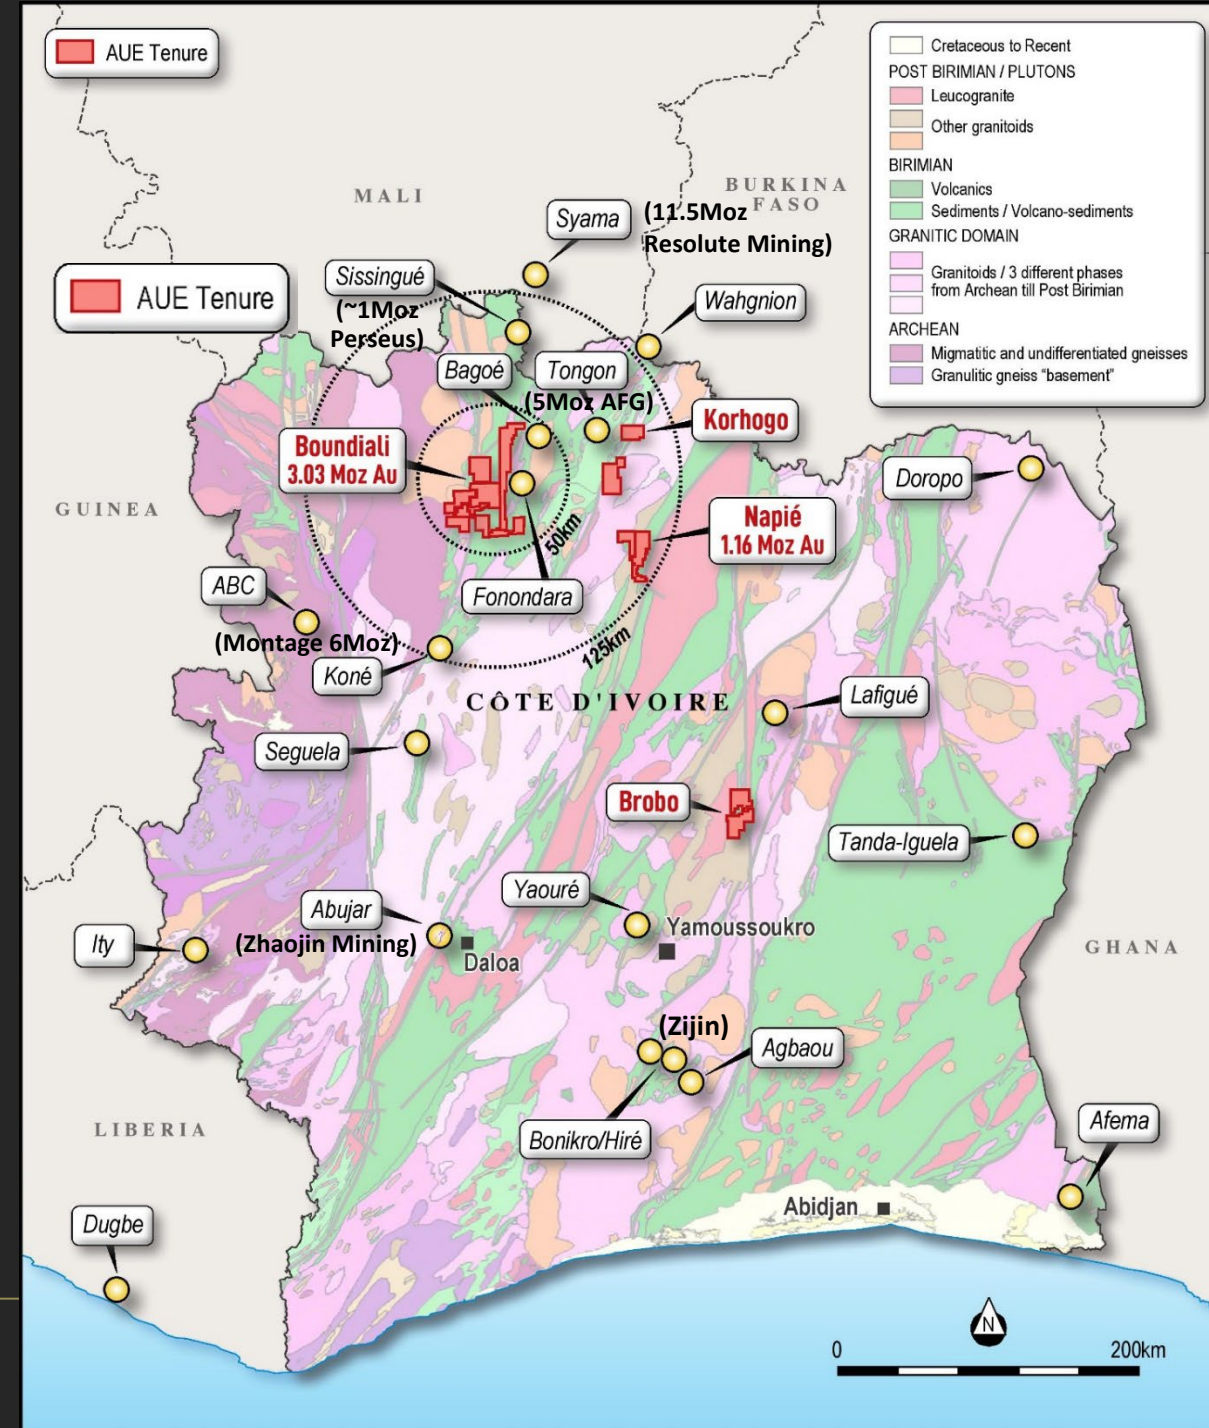 AUE Tenure
Cretaceous to Recent
POST BIRIMIAN / PLUTONS
Leucogranite
Other granitoids
BIRIMIAN
Volcanics
Sediments / Volcano-sediments
GRANITIC DOMAIN
Granitoids / 3 different phases
from Archean till Post Birimian
ARCHEAN
Migmatitic and undifferentiated gneisses
Granulitic gneiss "basement"
MALI
BURKINA
FASO
Syama
(11.5Moz
Resolute Mining)
AUE Tenure
Sissingué
(~1Moz
Perseus)
Wahgnion
Bagoé
Tongon
(5Moz AFG)
Korhogo
Boundiali
3.03 Moz Au
Doropo
GUINEA
Napié
1.16 Moz Au
50km
Fonondara
ABC
(Montage 6Moz)
125km
Koné
CÔTE D'IVOIRE
Lafigué
Seguela
Brobo
Tanda-Iguela
Yaouré
Abujar
(Zhaojin Mining)
Yamoussoukro
Ity
Daloa
GHANA
(Zijin)
Agbaou
Bonikro/Hiré
LIBERIA
Afema
Abidjan
Dugbe
N
0
200km